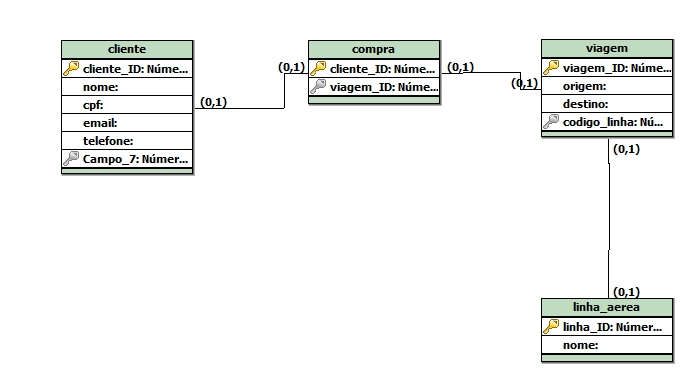 cliente
cliente_ID: Núme...
nome:
cpf:
email:
telefone:
Campo_7: Númer...
(0,1)
(0,1)
compra
cliente_ID: Núme...
viagem_ID: Núme...
(0,1)
(0,1)
viagem
viagem_ID: Núme...
origem:
destino:
codigo_linha: Nú...
(0,1)
(0,1)
linha_aerea
linha_ID: Númer...
nome: